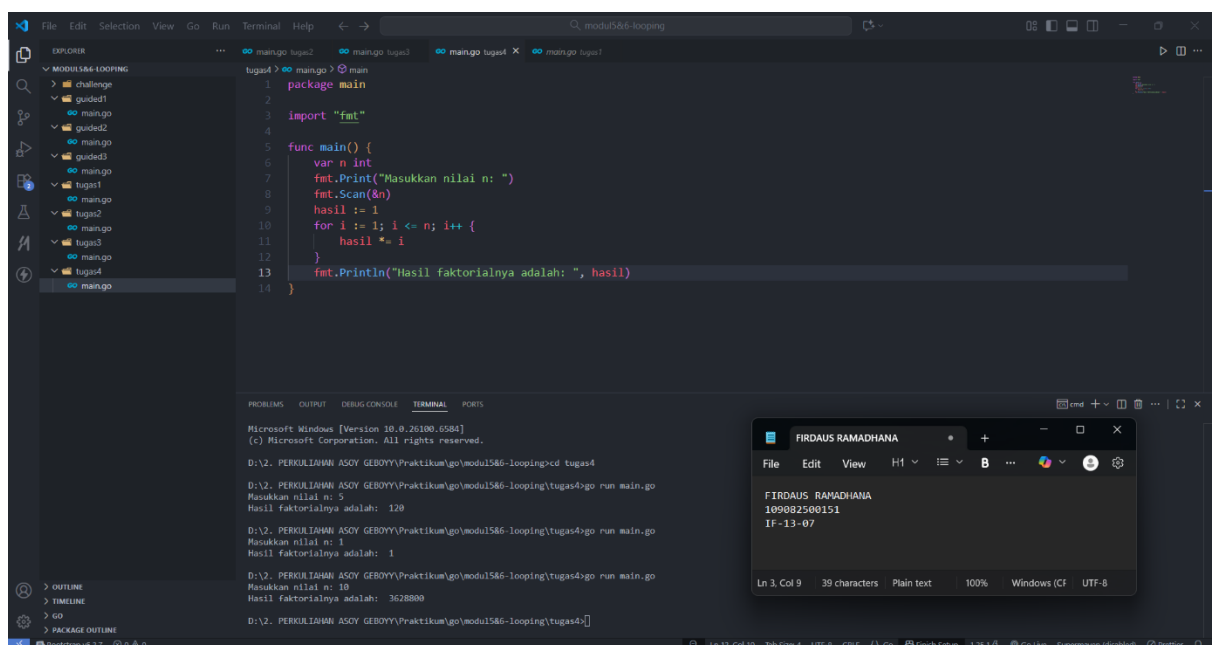 File Edit Selection View Go Run Terminal Help
modul5&6-looping
EXPLORER
main.go tugas2 main.go tugas3 main.go tugas4 main.go tugas1
MODUL5&6-LOOPING
challenge
guided1
main.go
guided2
main.go
guided3
main.go
tugas1
main.go
tugas2
main.go
tugas3
main.go
tugas4
main.go
OUTLINE
TIMELINE
GO
PACKAGE OUTLINE
2
tugas4 > main.go > main
1 package main
2
3 import "fmt"
4
5 func main() {
6 var n int
7 fmt.Print("Masukkan nilai n: ")
8 fmt.Scan(&n)
9 hasil := 1
10 for i := 1; i <= n; i++ {
11 hasil *= i
12 }
13 fmt.Println("Hasil faktorialnya adalah: ", hasil)
14 }
PROBLEMS OUTPUT DEBUG CONSOLE TERMINAL PORTS
cmd
Microsoft Windows [Version 10.0.26100.6584]
(c) Microsoft Corporation. All rights reserved.
D:\2. PERKULIAHAN ASOY GEBOYY\Praktikum\go\modul5&6-looping>cd tugas4
D:\2. PERKULIAHAN ASOY GEBOYY\Praktikum\go\modul5&6-looping\tugas4>go run main.go
Masukkan nilai n: 5
Hasil faktorialnya adalah:  120
D:\2. PERKULIAHAN ASOY GEBOYY\Praktikum\go\modul5&6-looping\tugas4>go run main.go
Masukkan nilai n: 1
Hasil faktorialnya adalah:  1
D:\2. PERKULIAHAN ASOY GEBOYY\Praktikum\go\modul5&6-looping\tugas4>go run main.go
Masukkan nilai n: 10
Hasil faktorialnya adalah:  3628800
D:\2. PERKULIAHAN ASOY GEBOYY\Praktikum\go\modul5&6-looping\tugas4>
FIRDAUS RAMADHANA
File Edit View H1 B
FIRDAUS RAMADHANA
109082500151
IF-13-07
Ln 3, Col 9 39 characters Plain text 100% Windows (CF UTF-8